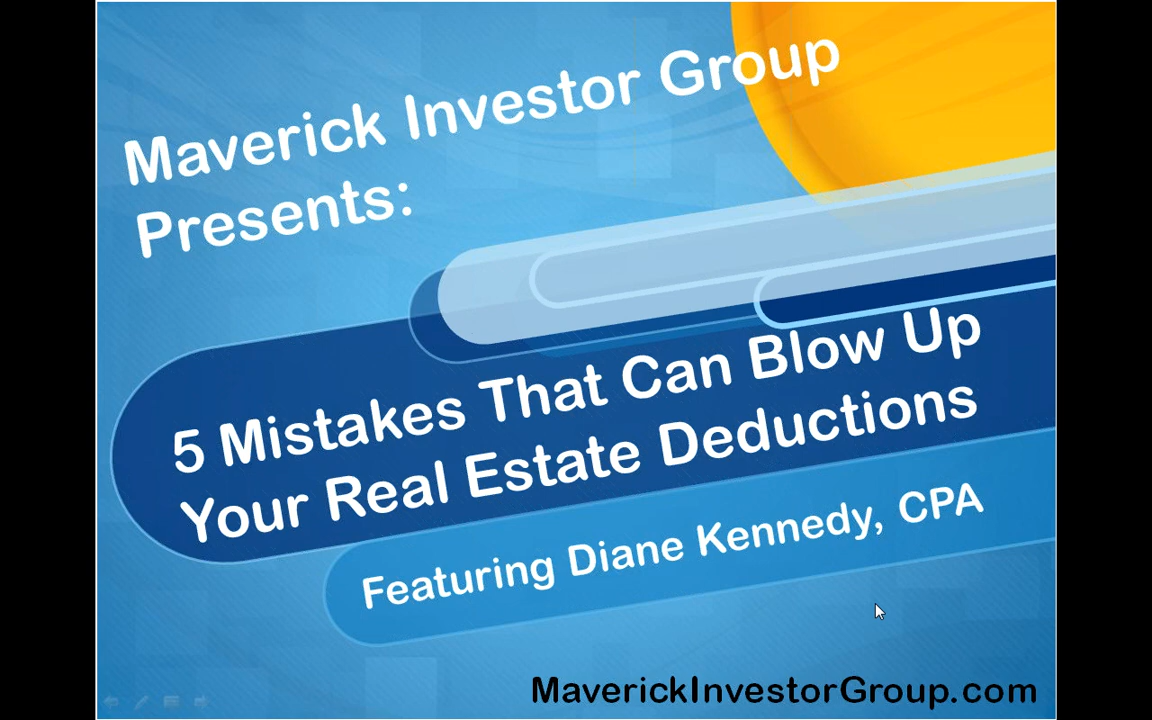 Maverick Investor Group
Presents:
5 Mistakes That Can Blow Up
Your Real Estate Deductions
Featuring Diane Kennedy, CPA
MaverickInvestorGroup.com